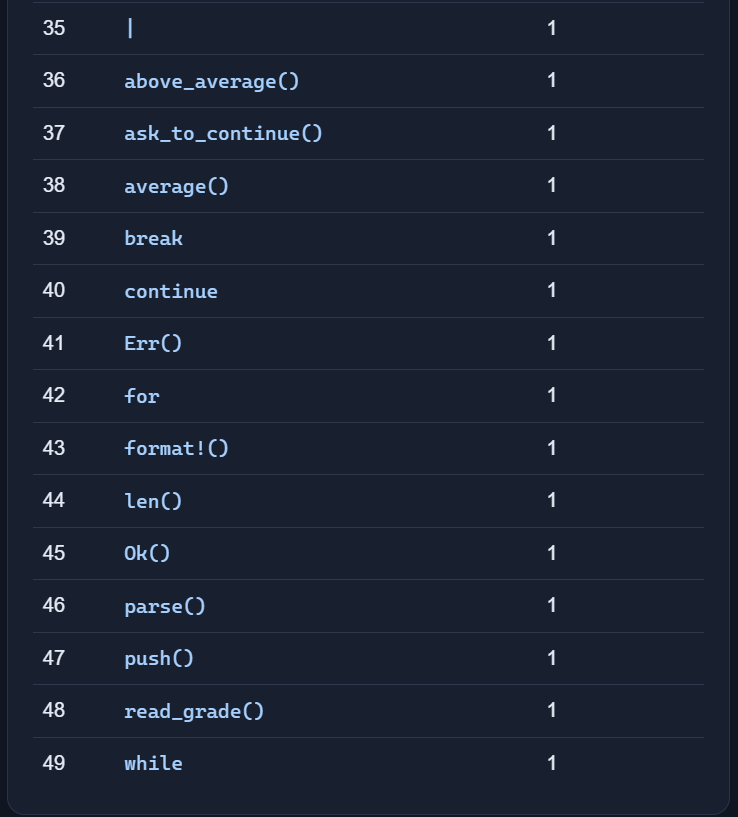 35 | 1
36 above_average() 1
37 ask_to_continue() 1
38 average() 1
39 break 1
40 continue 1
41 Err() 1
42 for 1
43 format!() 1
44 len() 1
45 Ok() 1
46 parse() 1
47 push() 1
48 read_grade() 1
49 while 1